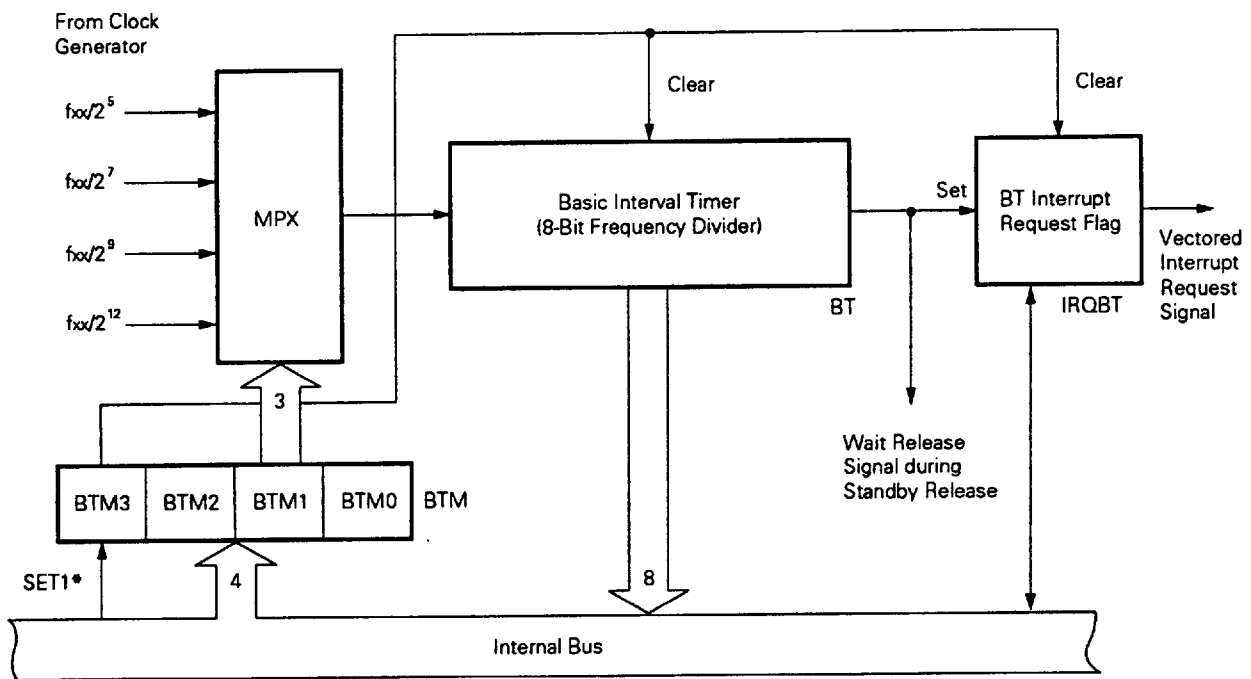 From Clock
Generator
fxx/2^5
fxx/2^7
fxx/2^9
fxx/2^12
MPX
3
Clear
Clear
Basic Interval Timer
(8-Bit Frequency Divider)
BT
Set
BT Interrupt
Request Flag
IRQBT
Vectored
Interrupt
Request
Signal
Wait Release
Signal during
Standby Release
BTM3 BTM2 BTM1 BTM0 BTM
SET1*
4
8
Internal Bus